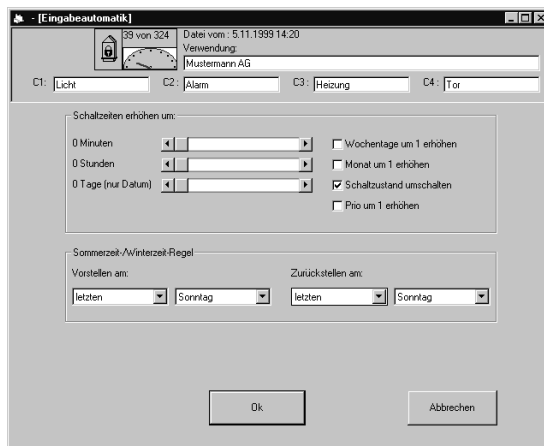 - [Eingabeautomatik]
39 von 324
Datei vom : 5.11.1999 14:20
Verwendung:
Mustermann AG
C1: Licht C2 : Alarm C3 : Heizung C4 : Tor
Schaltzeiten erhöhen um:
0 Minuten
Wochentage um 1 erhöhen
0 Stunden
Monat um 1 erhöhen
0 Tage (nur Datum)
Schaltzustand umschalten
Prio um 1 erhöhen
Sommerzeit-/Winterzeit-Regel
Vorstellen am: Zurückstellen am:
letzten Sonntag letzten Sonntag
Ok Abbrechen